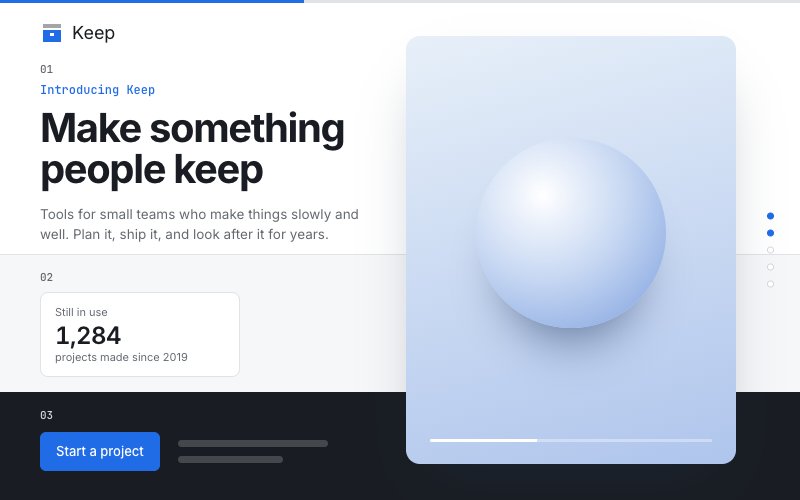 Keep
01
Introducing Keep
Make something
people keep
Tools for small teams who make things slowly and
well. Plan it, ship it, and look after it for years.
02
Still in use
1,284
projects made since 2019
03
Start a project